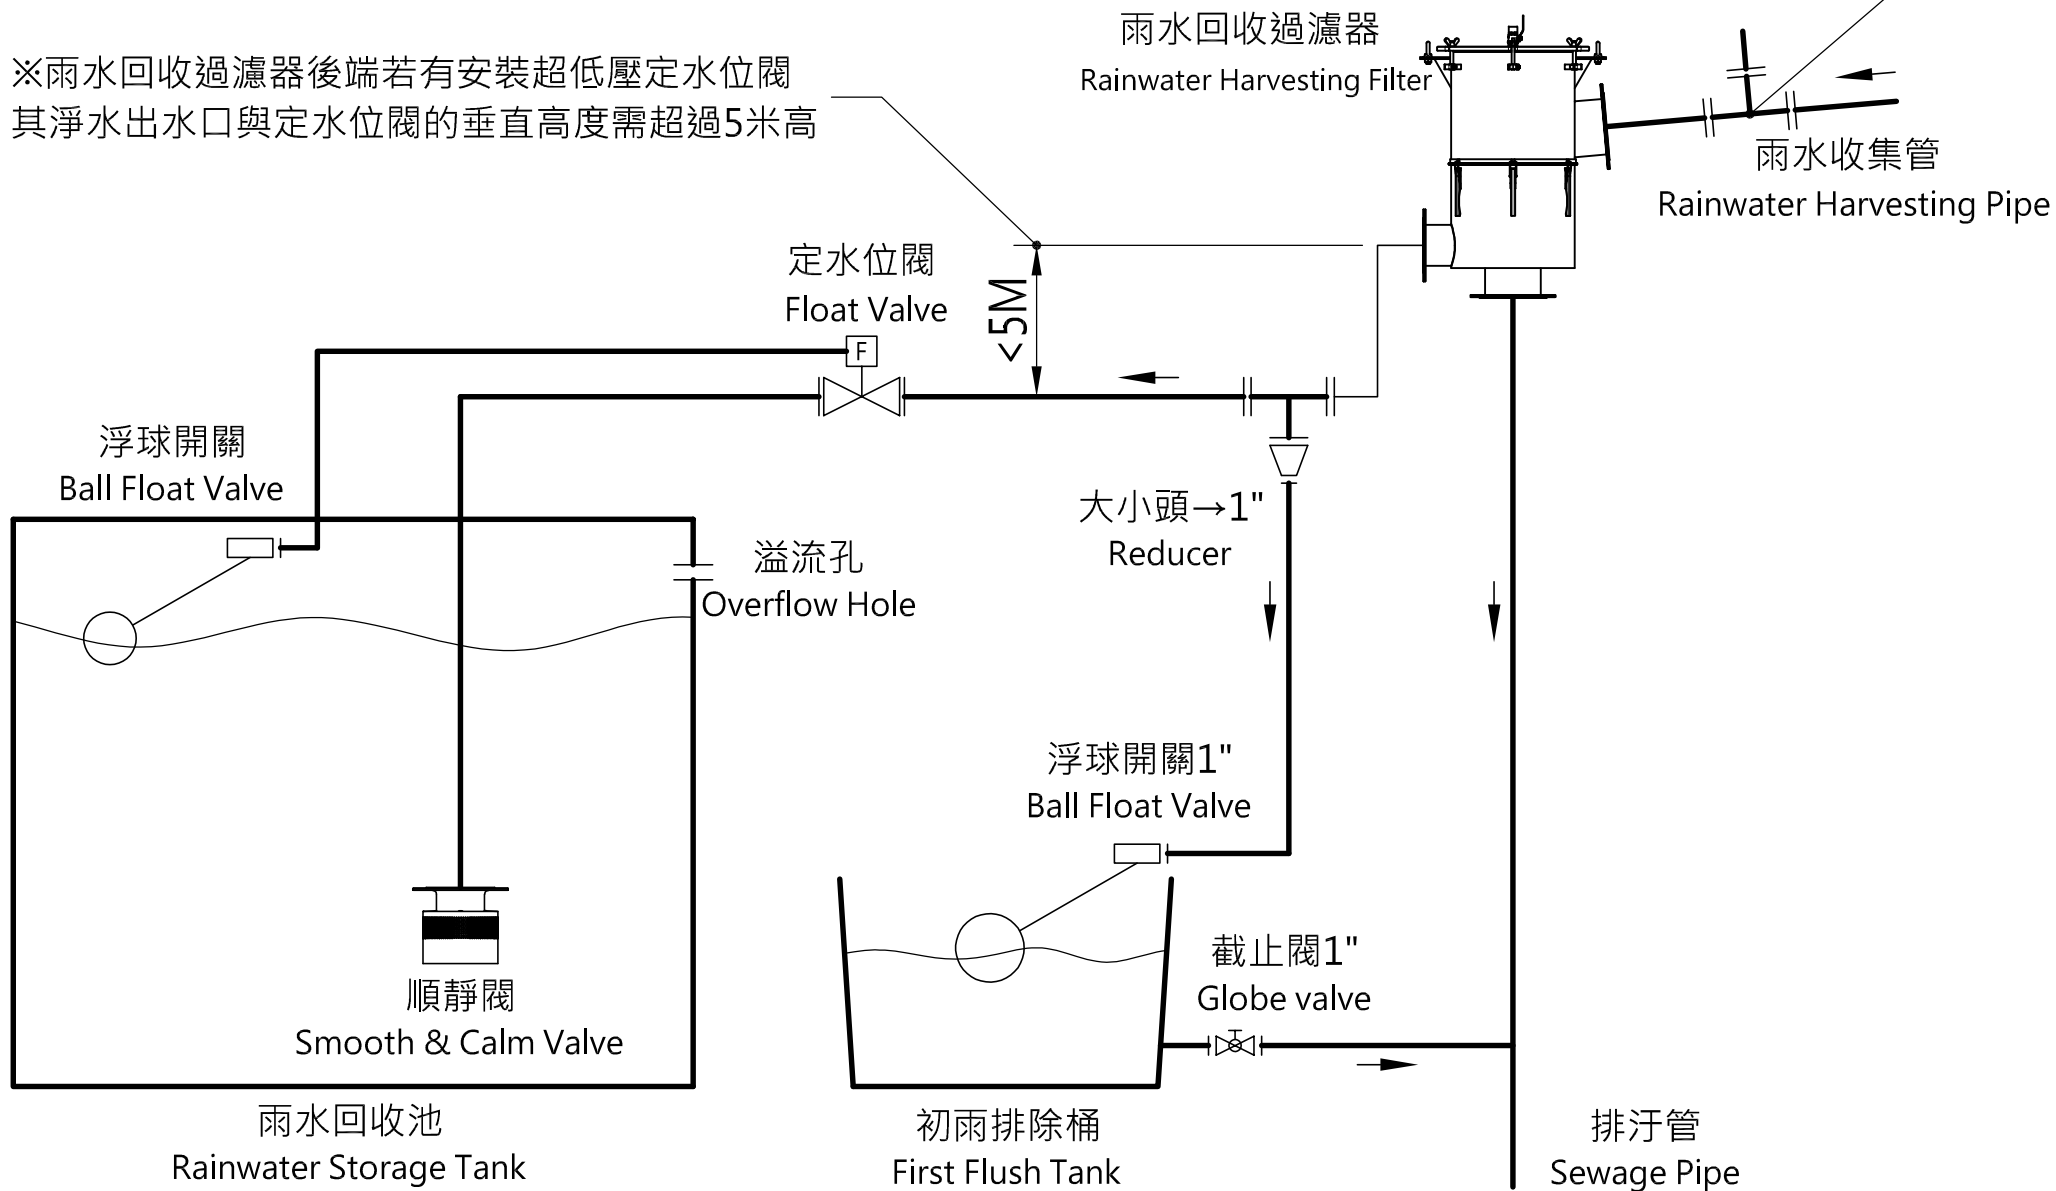 ※雨水回收過濾器後端若有安裝超低壓定水位閥
其淨水出水口與定水位閥的垂直高度需超過5米高
雨水回收過濾器
Rainwater Harvesting Filter
雨水收集管
Rainwater Harvesting Pipe
定水位閥
Float Valve
<5M
F
浮球開關
Ball Float Valve
大小頭→1"
Reducer
溢流孔
Overflow Hole
浮球開關1"
Ball Float Valve
截止閥1"
Globe valve
順靜閥
Smooth & Calm Valve
雨水回收池
Rainwater Storage Tank
初雨排除桶
First Flush Tank
排汙管
Sewage Pipe